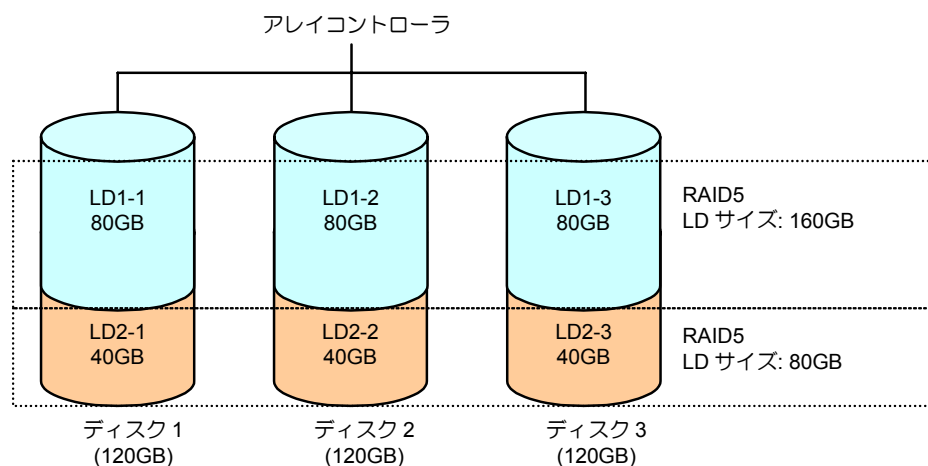 アレイコントローラ
LD1-1
80GB
LD1-2
80GB
LD1-3
80GB
RAID5
LD サイズ: 160GB
LD2-1
40GB
LD2-2
40GB
LD2-3
40GB
RAID5
LD サイズ: 80GB
ディスク 1
(120GB)
ディスク 2
(120GB)
ディスク 3
(120GB)